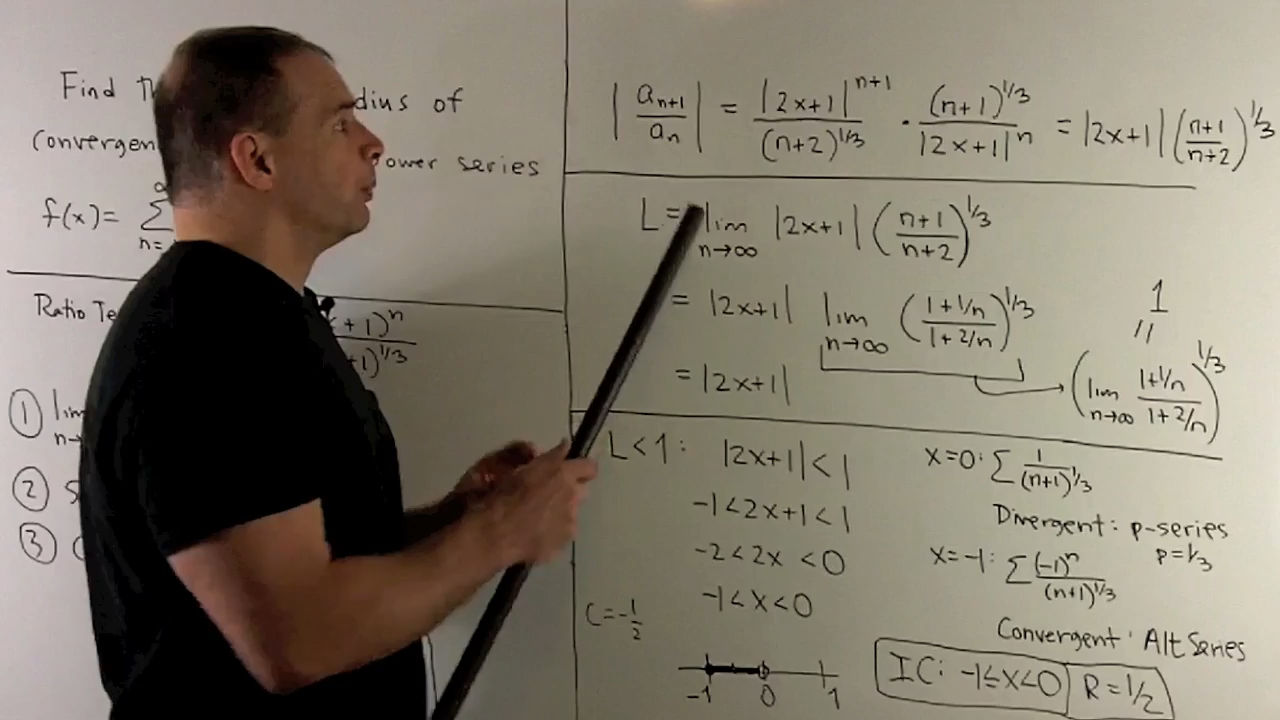 Find
dius of
convergen
ower series
f(x)= ∑
n=
Ratio Te
+1)^n
+1)^1/3
① lim
n→
②
③
|a_{n+1}/a_n| = |2x+1|^{n+1}/(n+2)^{1/3} · (n+1)^{1/3}/|2x+1|^n = |2x+1| ((n+1)/(n+2))^{1/3}
L = lim_{n→∞} |2x+1| ((n+1)/(n+2))^{1/3}
= |2x+1| lim_{n→∞} ((1+1/n)/(1+2/n))^{1/3}
1
"
(lim_{n→∞} (1+1/n)/(1+2/n))^{1/3}
= |2x+1|
L<1: |2x+1|<1
-1<2x+1<1
-2<2x<0
-1<x<0
C=-1/2
-1 0 1
x=0: ∑ 1/(n+1)^{1/3}
Divergent: p-series
p=1/3
x=-1: ∑ (-1)^n/(n+1)^{1/3}
Convergent: Alt Series
IC: -1≤x<0 R=1/2